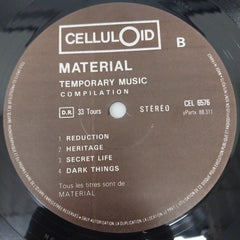 CELLULOID
B
MATERIAL
TEMPORARY MUSIC
COMPILATION
D.R. 33 Tours STÉRÉO
CEL 6576
1 REDUCTION
2 HERITAGE
3 SECRET LIFE
4 DARK THINGS
Tous les titres sont de
MATERIAL